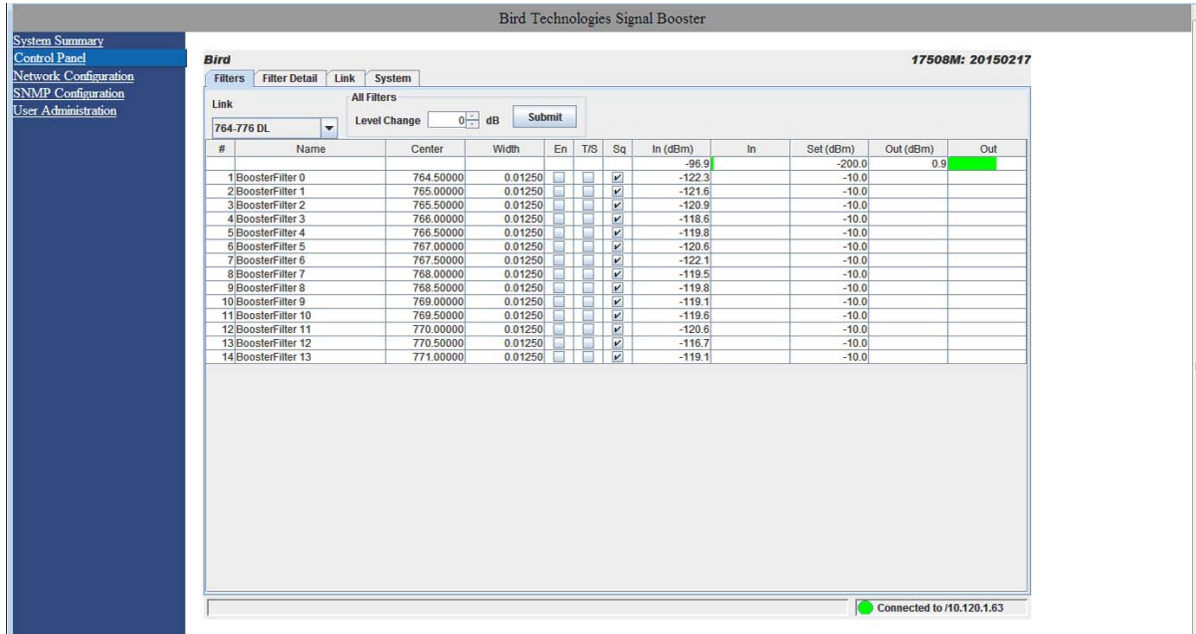 Bird Technologies Signal Booster
System Summary
Control Panel
Network Configuration
SNMP Configuration
User Administration
Bird 17508M: 20150217
Filters Filter Detail Link System
Link All Filters
764-776 DL Level Change 0 dB Submit
# Name Center Width En T/S Sq In (dBm) In Set (dBm) Out (dBm) Out
-96.9 -200.0 0.9
1 BoosterFilter 0 764.50000 0.01250 -122.3 -10.0
2 BoosterFilter 1 765.00000 0.01250 -121.6 -10.0
3 BoosterFilter 2 765.50000 0.01250 -120.9 -10.0
4 BoosterFilter 3 766.00000 0.01250 -118.6 -10.0
5 BoosterFilter 4 766.50000 0.01250 -119.8 -10.0
6 BoosterFilter 5 767.00000 0.01250 -120.6 -10.0
7 BoosterFilter 6 767.50000 0.01250 -122.1 -10.0
8 BoosterFilter 7 768.00000 0.01250 -119.5 -10.0
9 BoosterFilter 8 768.50000 0.01250 -119.8 -10.0
10 BoosterFilter 9 769.00000 0.01250 -119.1 -10.0
11 BoosterFilter 10 769.50000 0.01250 -119.6 -10.0
12 BoosterFilter 11 770.00000 0.01250 -120.6 -10.0
13 BoosterFilter 12 770.50000 0.01250 -116.7 -10.0
14 BoosterFilter 13 771.00000 0.01250 -119.1 -10.0
Connected to /10.120.1.63